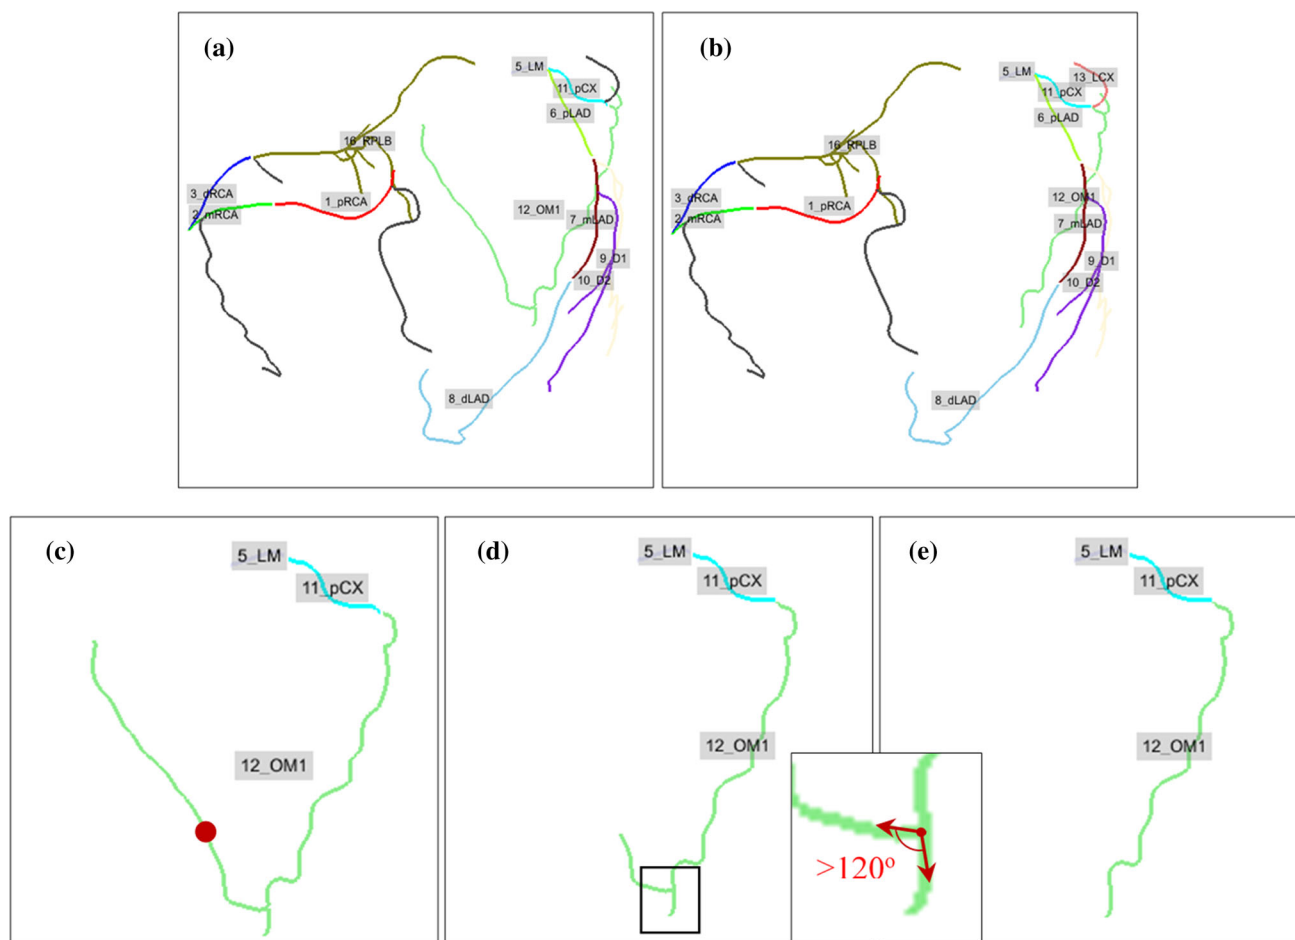 (a)
5_LM
11_pCX
6_pLAD
16_RPLB
3_dRCA
2_mRCA
1_pRCA
12_OM1
7_mLAD
9_D1
10_D2
8_dLAD
(b)
5_LM
13_LCX
11_pCX
6_pLAD
16_RPLB
3_dRCA
2_mRCA
1_pRCA
12_OM1
7_mLAD
9_D1
10_D2
8_dLAD
(c)
5_LM
11_pCX
12_OM1
(d)
5_LM
11_pCX
12_OM1
>120º
(e)
5_LM
11_pCX
12_OM1